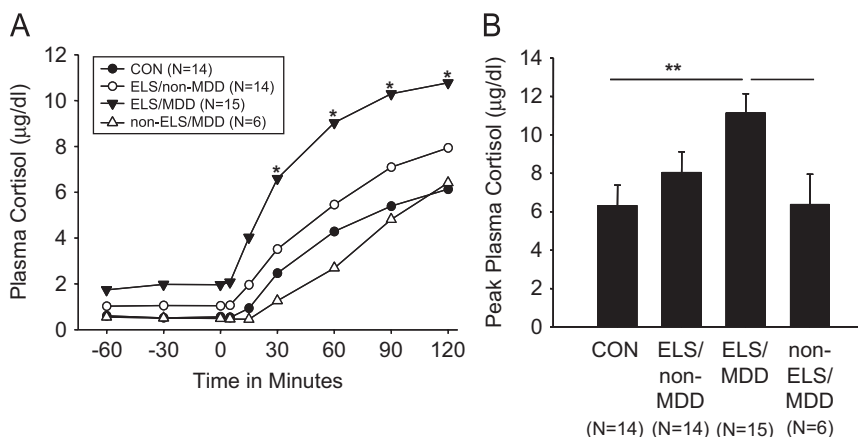 A
Plasma Cortisol (µg/dl)
12
10
8
6
4
2
0
CON (N=14)
ELS/non-MDD (N=14)
ELS/MDD (N=15)
non-ELS/MDD (N=6)
*
*
*
*
-60 -30 0 30 60 90 120
Time in Minutes
B
Peak Plasma Cortisol (µg/dl)
14
12
10
8
6
4
2
0
**
CON
(N=14)
ELS/
non-
MDD
(N=14)
ELS/
MDD
(N=15)
non-
ELS/
MDD
(N=6)